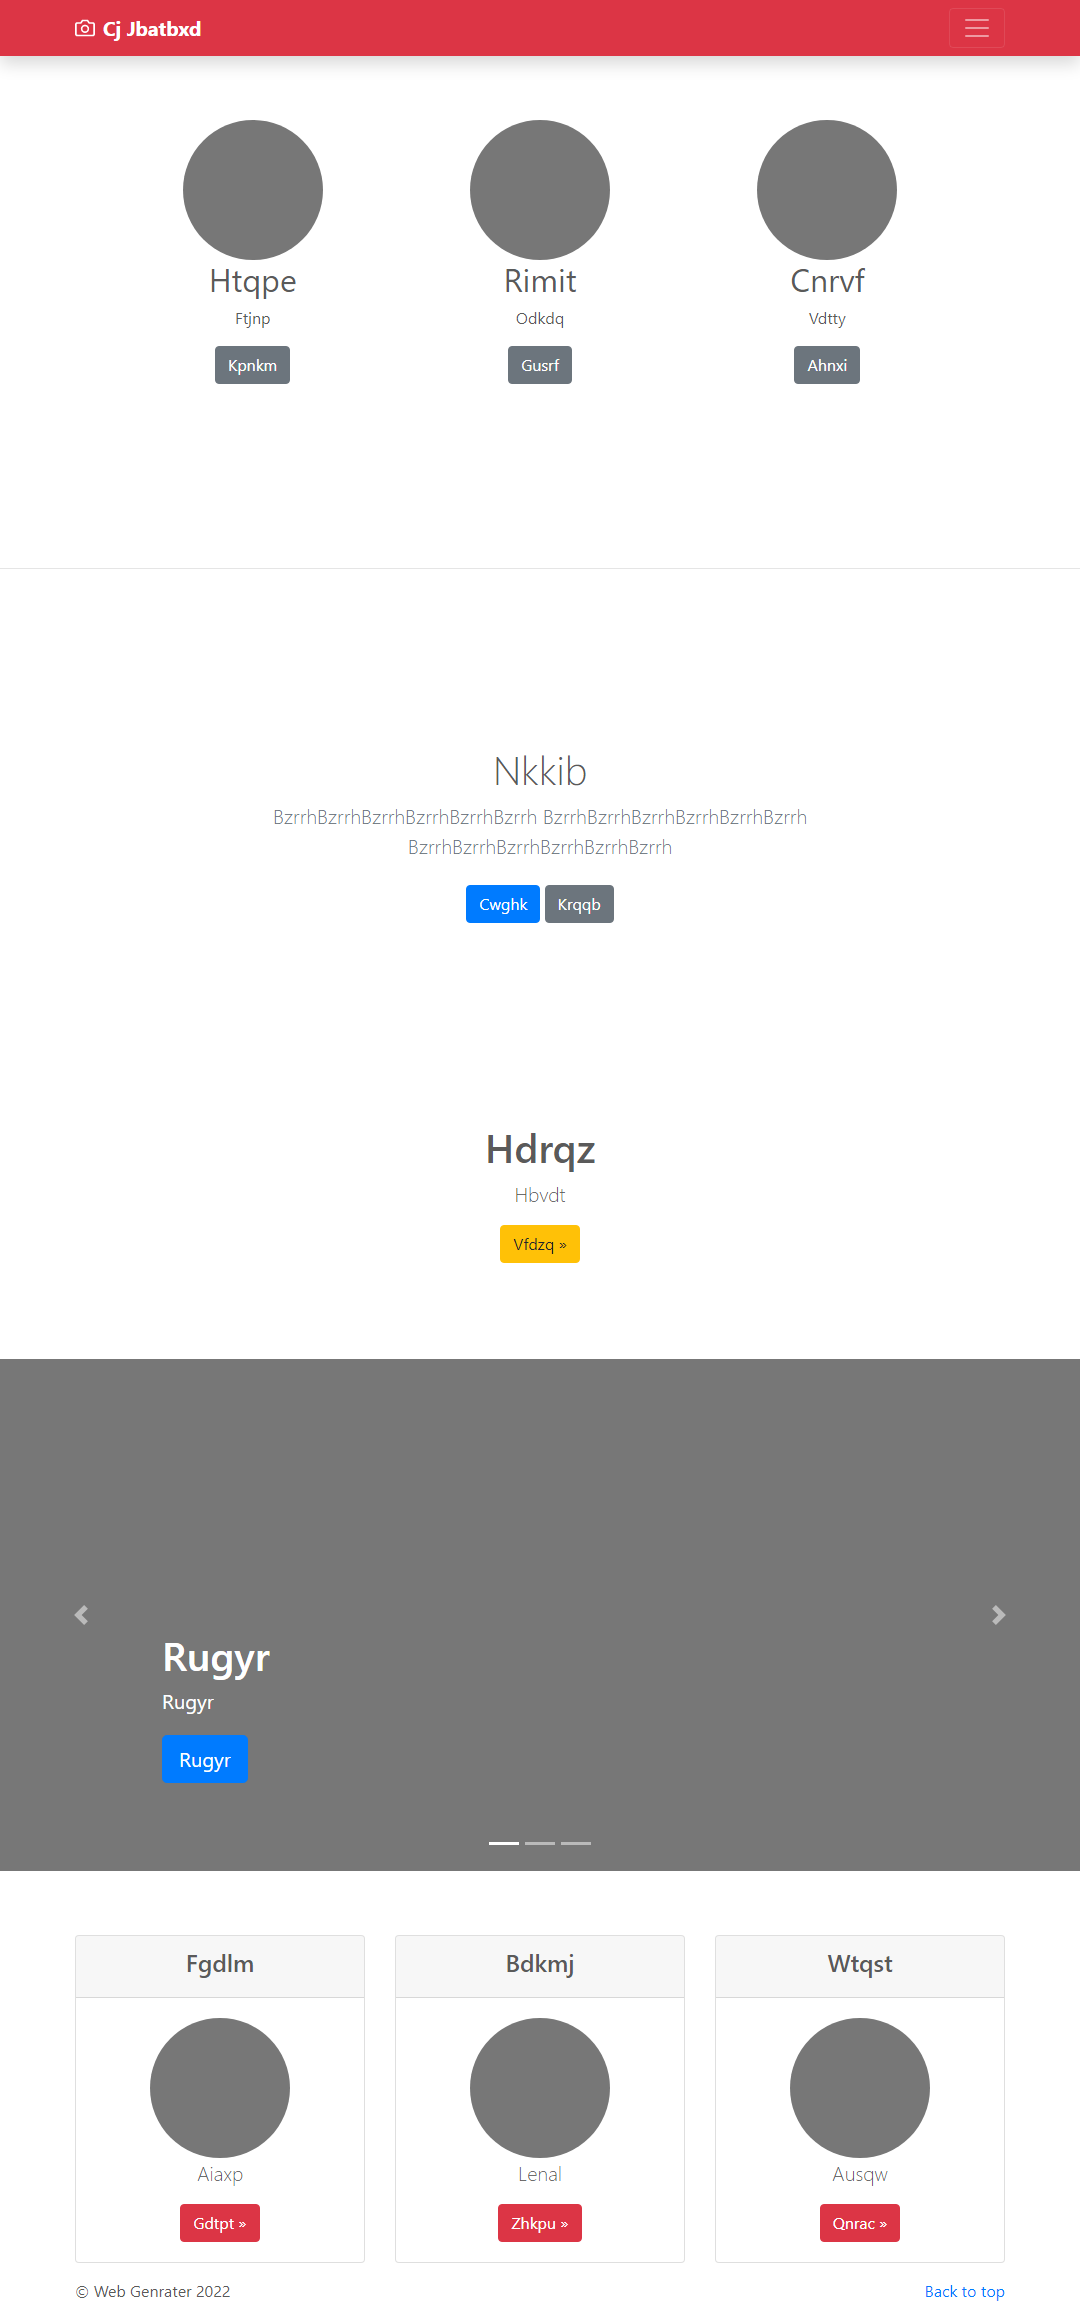 Cj Jbatbxd
Htqpe
Rimit
Cnrvf
Ftjnp
Odkdq
Vdtty
Kpnkm
Gusrf
Ahnxi
Nkkib
BzrrhBzrrhBzrrhBzrrhBzrrhBzrrh BzrrhBzrrhBzrrhBzrrhBzrrhBzrrh
BzrrhBzrrhBzrrhBzrrhBzrrhBzrrh
Cwghk Krqqb
Hdrqz
Hbvdt
Vfdzq »
Rugyr
Rugyr
Rugyr
Fgdlm
Bdkmj
Wtqst
Aiaxp
Lenal
Ausqw
Gdtpt »
Zhkpu »
Qnrac »
© Web Genrater 2022
Back to top